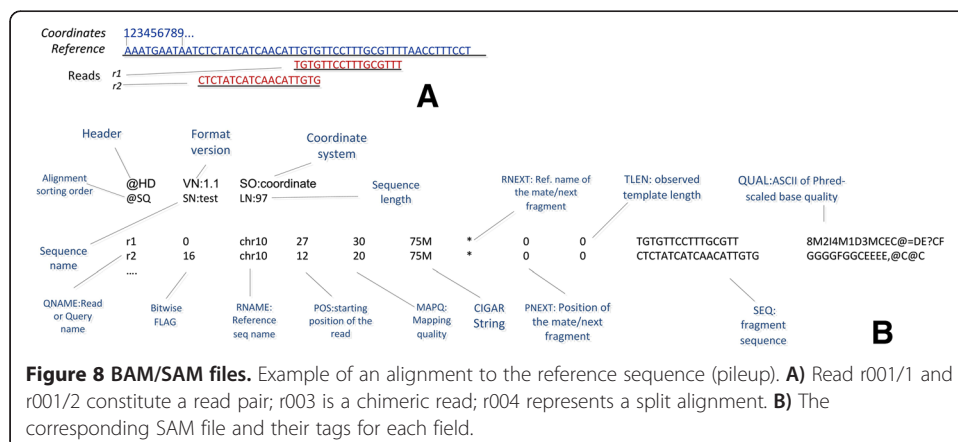 Coordinates 123456789...
Reference AAATGAATAATCTCTATCATCAACATTGTGTTCCTTTGCGTTTTAACCTTTCCT
Reads r1 TGTGTTCCTTTGCGTTT
r2 CTCTATCATCAACATTGTG
A
Header
Format version
Coordinate system
Alignment sorting order
@HD VN:1.1 SO:coordinate
@SQ SN:test LN:97
Sequence length
RNEXT: Ref. name of the mate/next fragment
TLEN: observed template length
QUAL:ASCII of Phred-scaled base quality
Sequence name
r1 0 chr10 27 30 75M * 0 0 TGTGTTCCTTTGCGTT 8M2I4M1D3MCEC@=DE?CF
r2 16 chr10 12 20 75M * 0 0 CTCTATCATCAACATTGTG GGGGFGGCEEEE,@C@C
....
QNAME:Read or Query name
Bitwise FLAG
RNAME: Reference seq name
POS:starting position of the read
MAPQ: Mapping quality
CIGAR String
PNEXT: Position of the mate/next fragment
SEQ: fragment sequence
B
Figure 8 BAM/SAM files. Example of an alignment to the reference sequence (pileup). A) Read r001/1 and
r001/2 constitute a read pair; r003 is a chimeric read; r004 represents a split alignment. B) The
corresponding SAM file and their tags for each field.